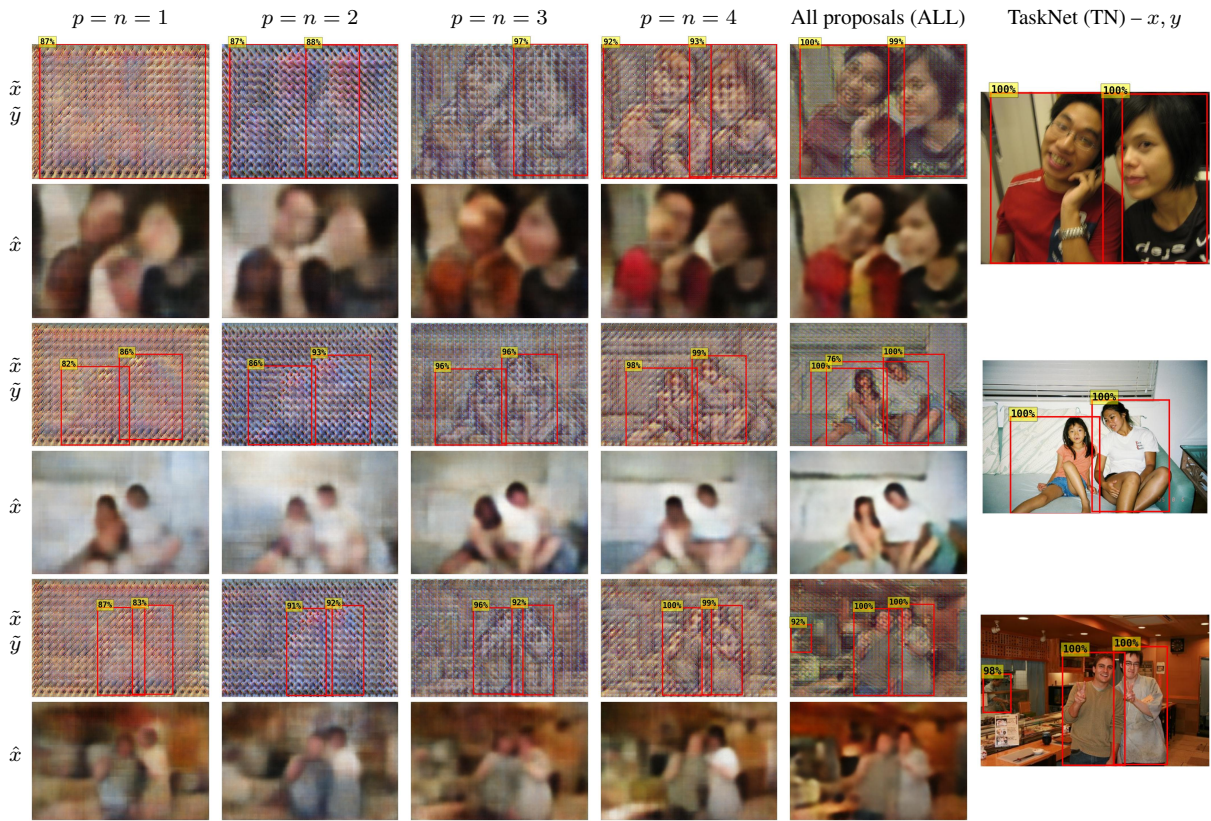 p = n = 1 p = n = 2 p = n = 3 p = n = 4 All proposals (ALL) TaskNet (TN) – x, y
x̃
ỹ
87% 87% 88% 97% 92% 93% 100% 99% 100% 100%
x̂
x̃
ỹ
82% 86% 86% 93% 96% 96% 98% 99% 100% 76% 100% 100% 100%
x̂
x̃
ỹ
87% 83% 91% 92% 96% 92% 100% 99% 92% 100% 100% 98% 100% 100%
x̂